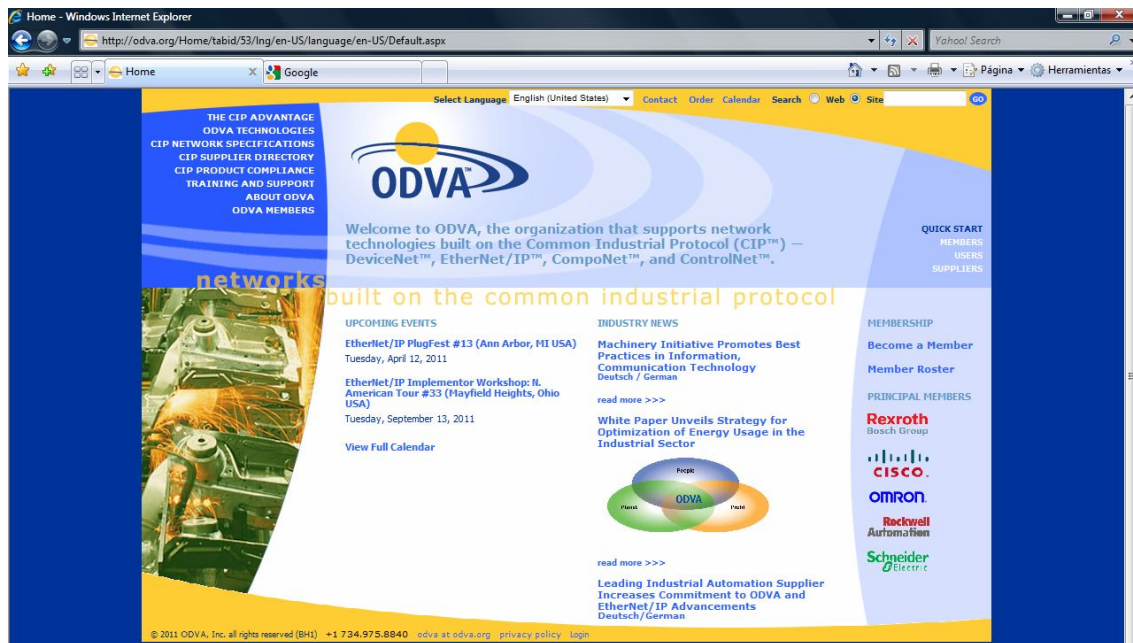 Home - Windows Internet Explorer
http://odva.org/Home/tabid/53/lng/en-US/language/en-US/Default.aspx
Yahoo! Search
Home
Google
Página
Herramientas
Select Language English (United States) Contact Order Calendar Search Web Site GO
THE CIP ADVANTAGE
ODVA TECHNOLOGIES
CIP NETWORK SPECIFICATIONS
CIP SUPPLIER DIRECTORY
CIP PRODUCT COMPLIANCE
TRAINING AND SUPPORT
ABOUT ODVA
ODVA MEMBERS
ODVA™
Welcome to ODVA, the organization that supports network
technologies built on the Common Industrial Protocol (CIP™) —
DeviceNet™, EtherNet/IP™, CompoNet™, and ControlNet™.
QUICK START
MEMBERS
USERS
SUPPLIERS
networks
built on the common industrial protocol
UPCOMING EVENTS
EtherNet/IP PlugFest #13 (Ann Arbor, MI USA)
Tuesday, April 12, 2011
EtherNet/IP Implementor Workshop: N.
American Tour #33 (Mayfield Heights, Ohio
USA)
Tuesday, September 13, 2011
View Full Calendar
INDUSTRY NEWS
Machinery Initiative Promotes Best
Practices in Information,
Communication Technology
Deutsch / German
read more >>>
White Paper Unveils Strategy for
Optimization of Energy Usage in the
Industrial Sector
People
ODVA
Planet
Profit
read more >>>
Leading Industrial Automation Supplier
Increases Commitment to ODVA and
EtherNet/IP Advancements
Deutsch/German
MEMBERSHIP
Become a Member
Member Roster
PRINCIPAL MEMBERS
Rexroth
Bosch Group
CISCO.
OMRON.
Rockwell
Automation
Schneider
Electric
© 2011 ODVA, Inc. all rights reserved (BH1) +1 734.975.8840 odva at odva.org privacy policy Login